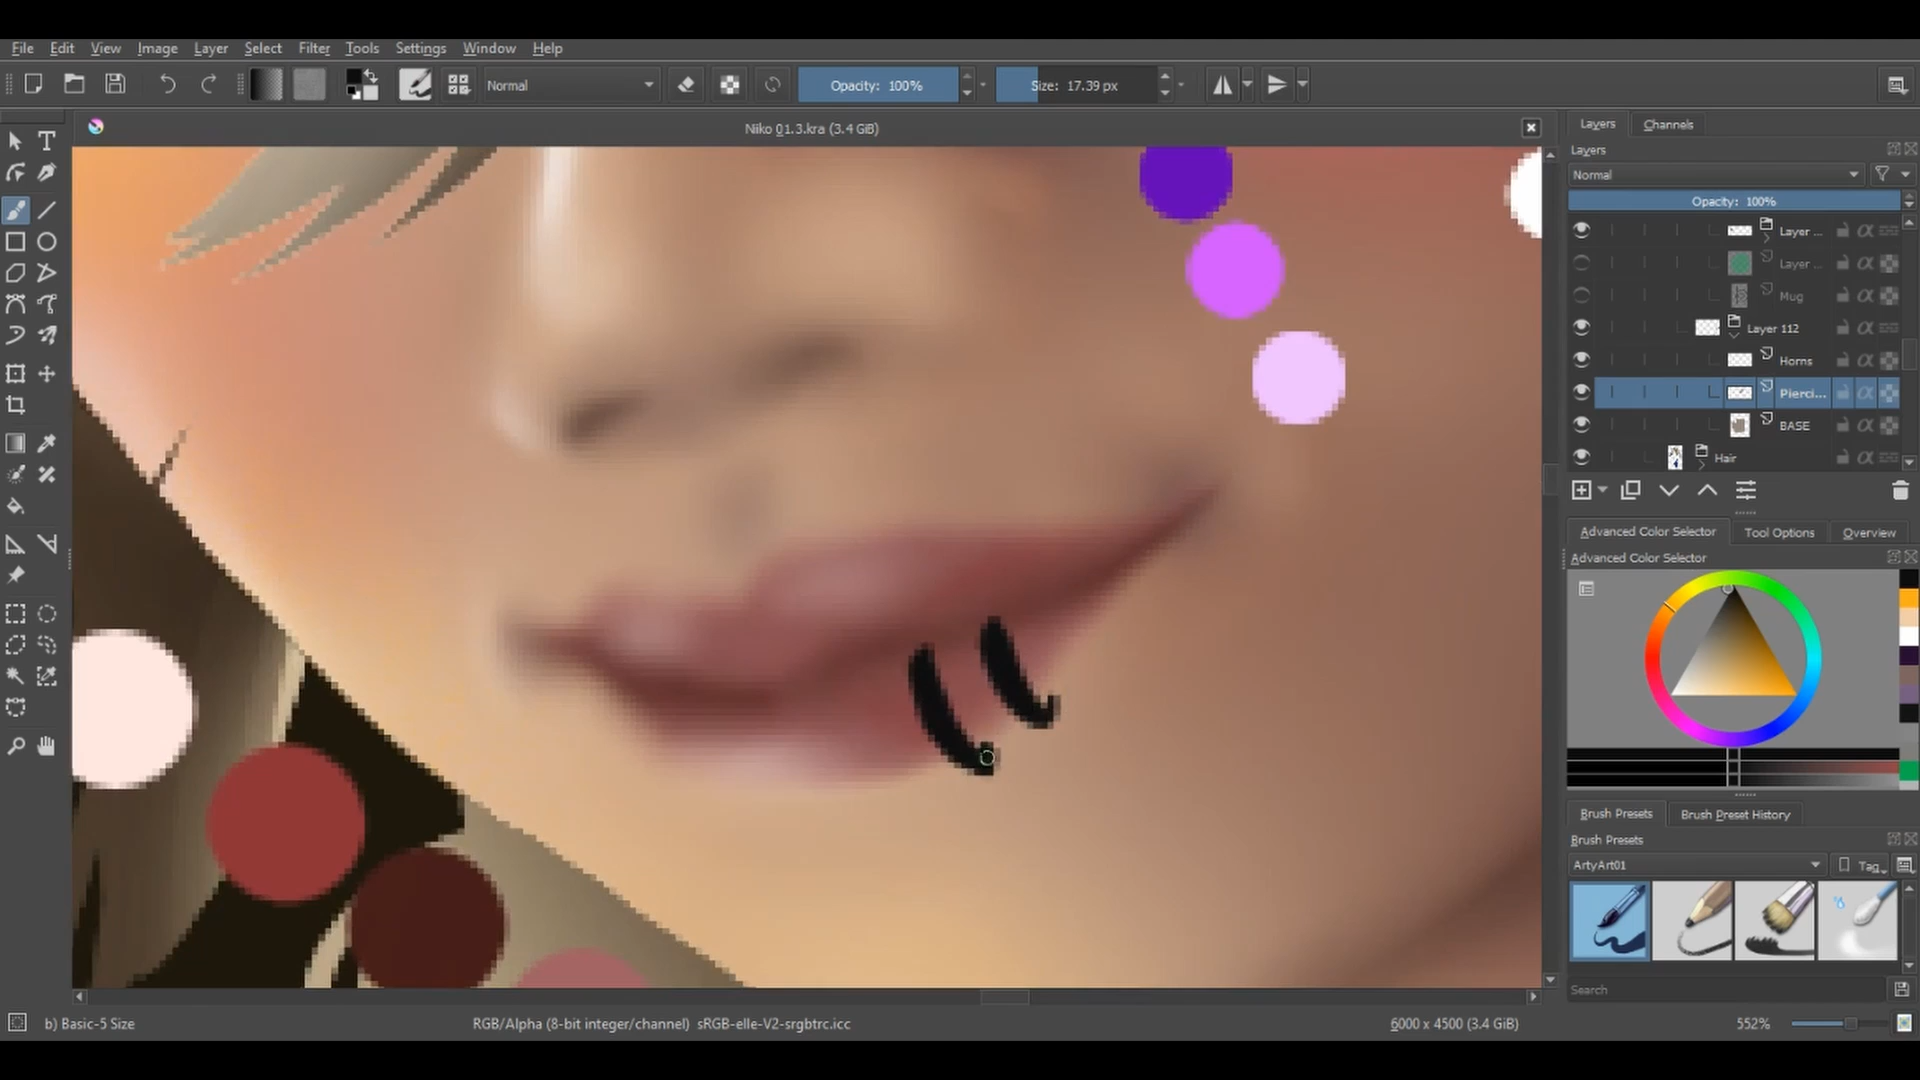 File Edit View Image Layer Select Filter Tools Settings Window Help
Normal
Opacity: 100%
Size: 17.39 px
Niko 01.3.kra (3.4 GiB)
Layers
Channels
Layers
Normal
Opacity: 100%
Layer ...
Layer ...
Mug
Layer 112
Horns
Pierci...
BASE
Hair
Advanced Color Selector
Tool Options
Overview
Advanced Color Selector
Brush Presets
Brush Preset History
Brush Presets
ArtyArt01
Tag
Search
b) Basic-5 Size
RGB/Alpha (8-bit integer/channel) sRGB-elle-V2-srgbtrc.icc
6000 x 4500 (3.4 GiB)
552%